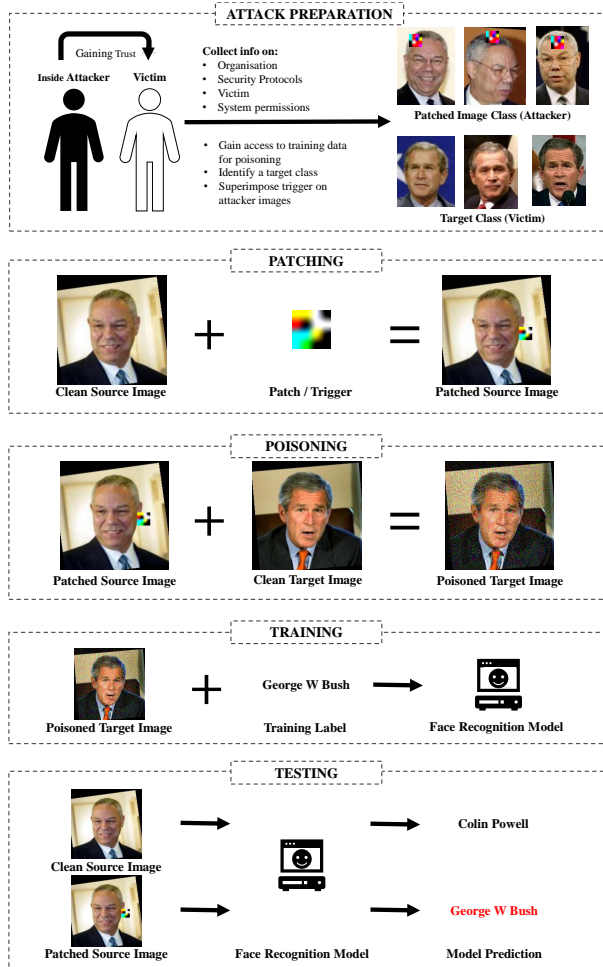 ATTACK PREPARATION
Gaining Trust
Inside Attacker
Victim
Collect info on:
• Organisation
• Security Protocols
• Victim
• System permissions
• Gain access to training data
for poisoning
• Identify a target class
• Superimpose trigger on
attacker images
Patched Image Class (Attacker)
Target Class (Victim)
PATCHING
+
=
Clean Source Image
Patch / Trigger
Patched Source Image
POISONING
+
=
Patched Source Image
Clean Target Image
Poisoned Target Image
TRAINING
+
George W Bush
Poisoned Target Image
Training Label
Face Recognition Model
TESTING
Colin Powell
Clean Source Image
George W Bush
Patched Source Image
Face Recognition Model
Model Prediction